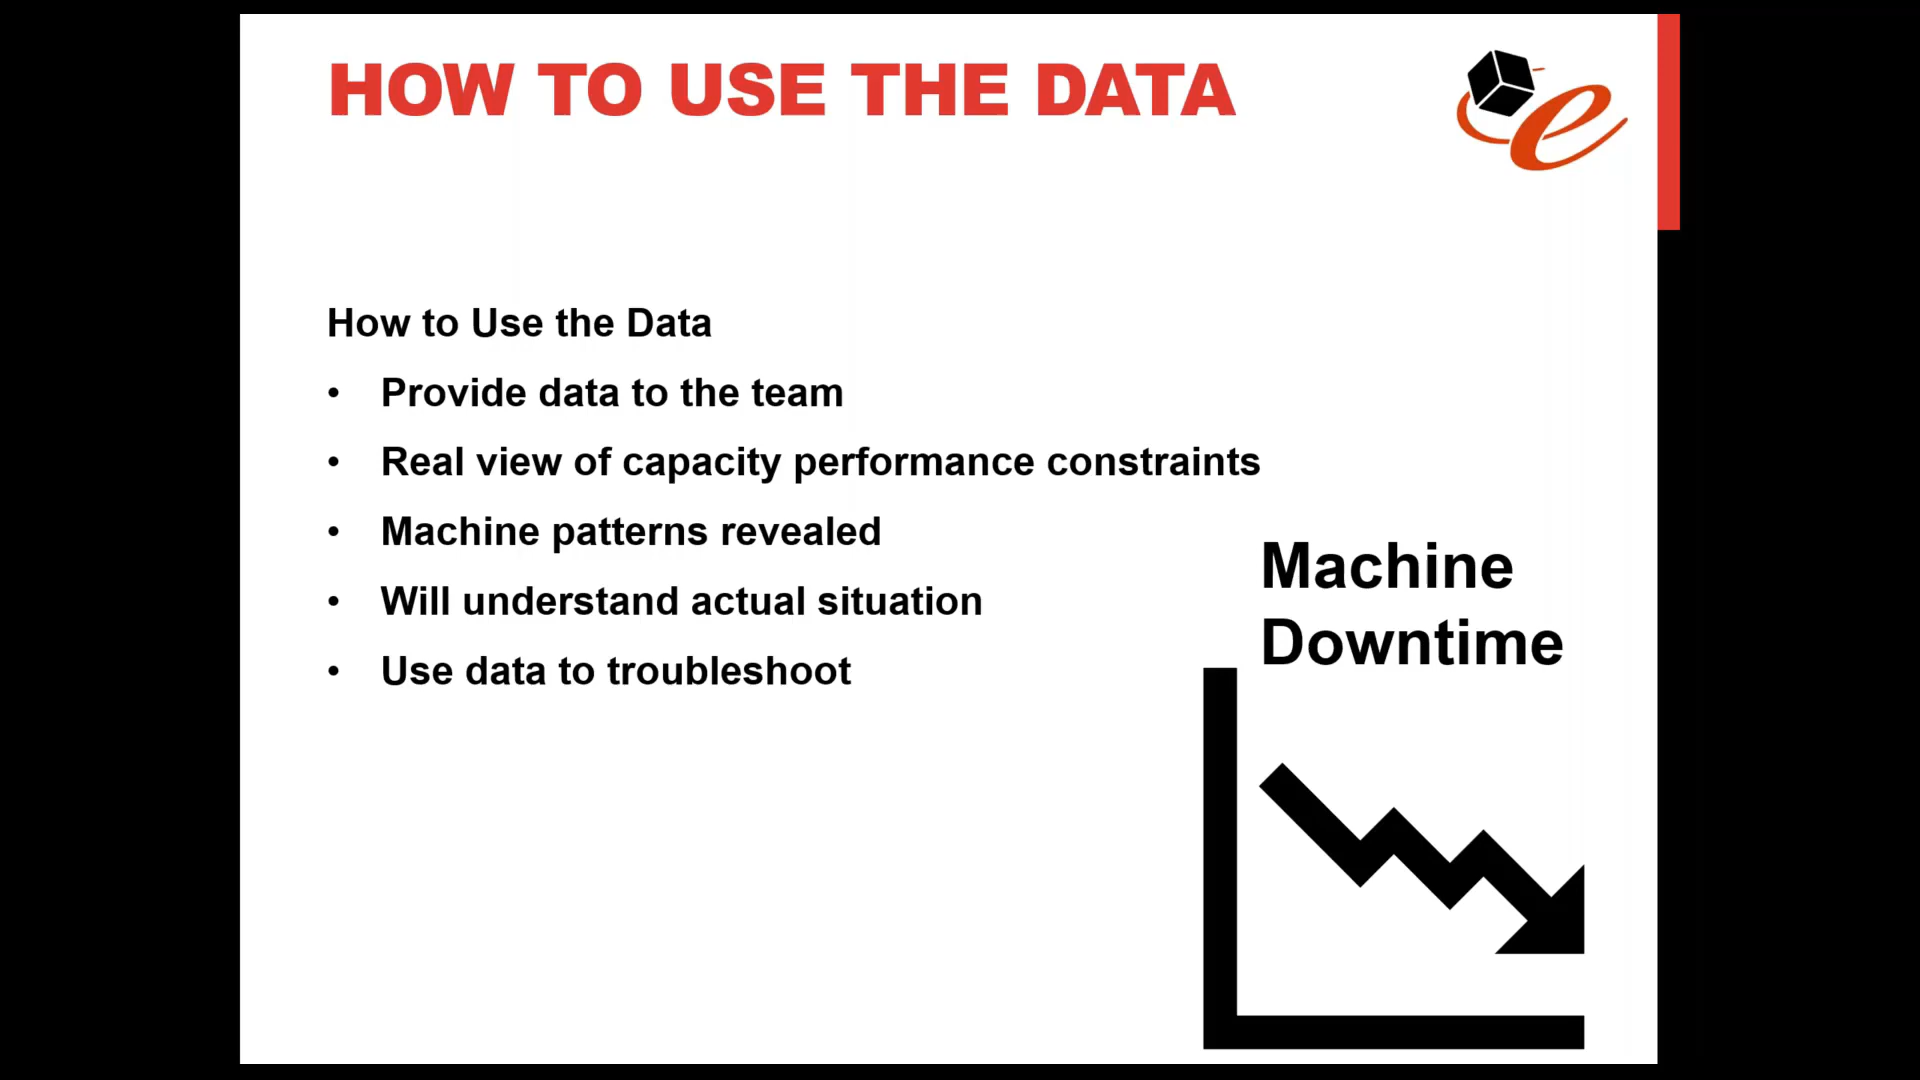 HOW TO USE THE DATA
How to Use the Data
• Provide data to the team
• Real view of capacity performance constraints
• Machine patterns revealed
• Will understand actual situation
• Use data to troubleshoot
Machine
Downtime
e